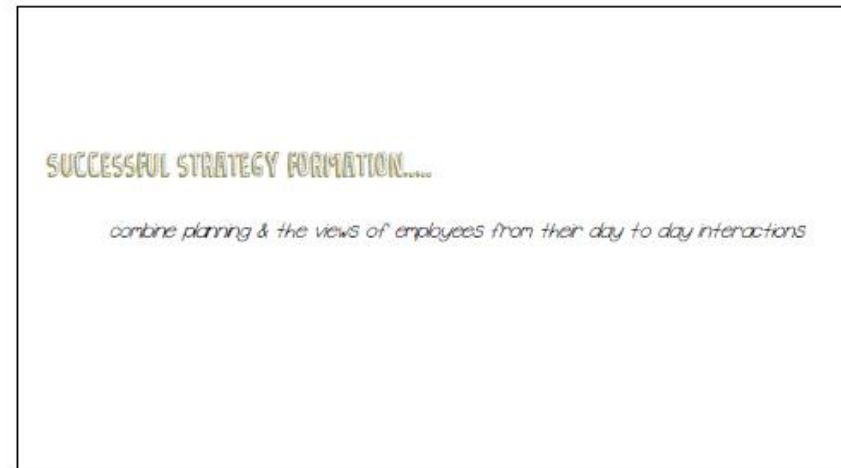 SUCCESSFUL STRATEGY FORMATION.....
combine planning & the views of employees from their day to day interactions